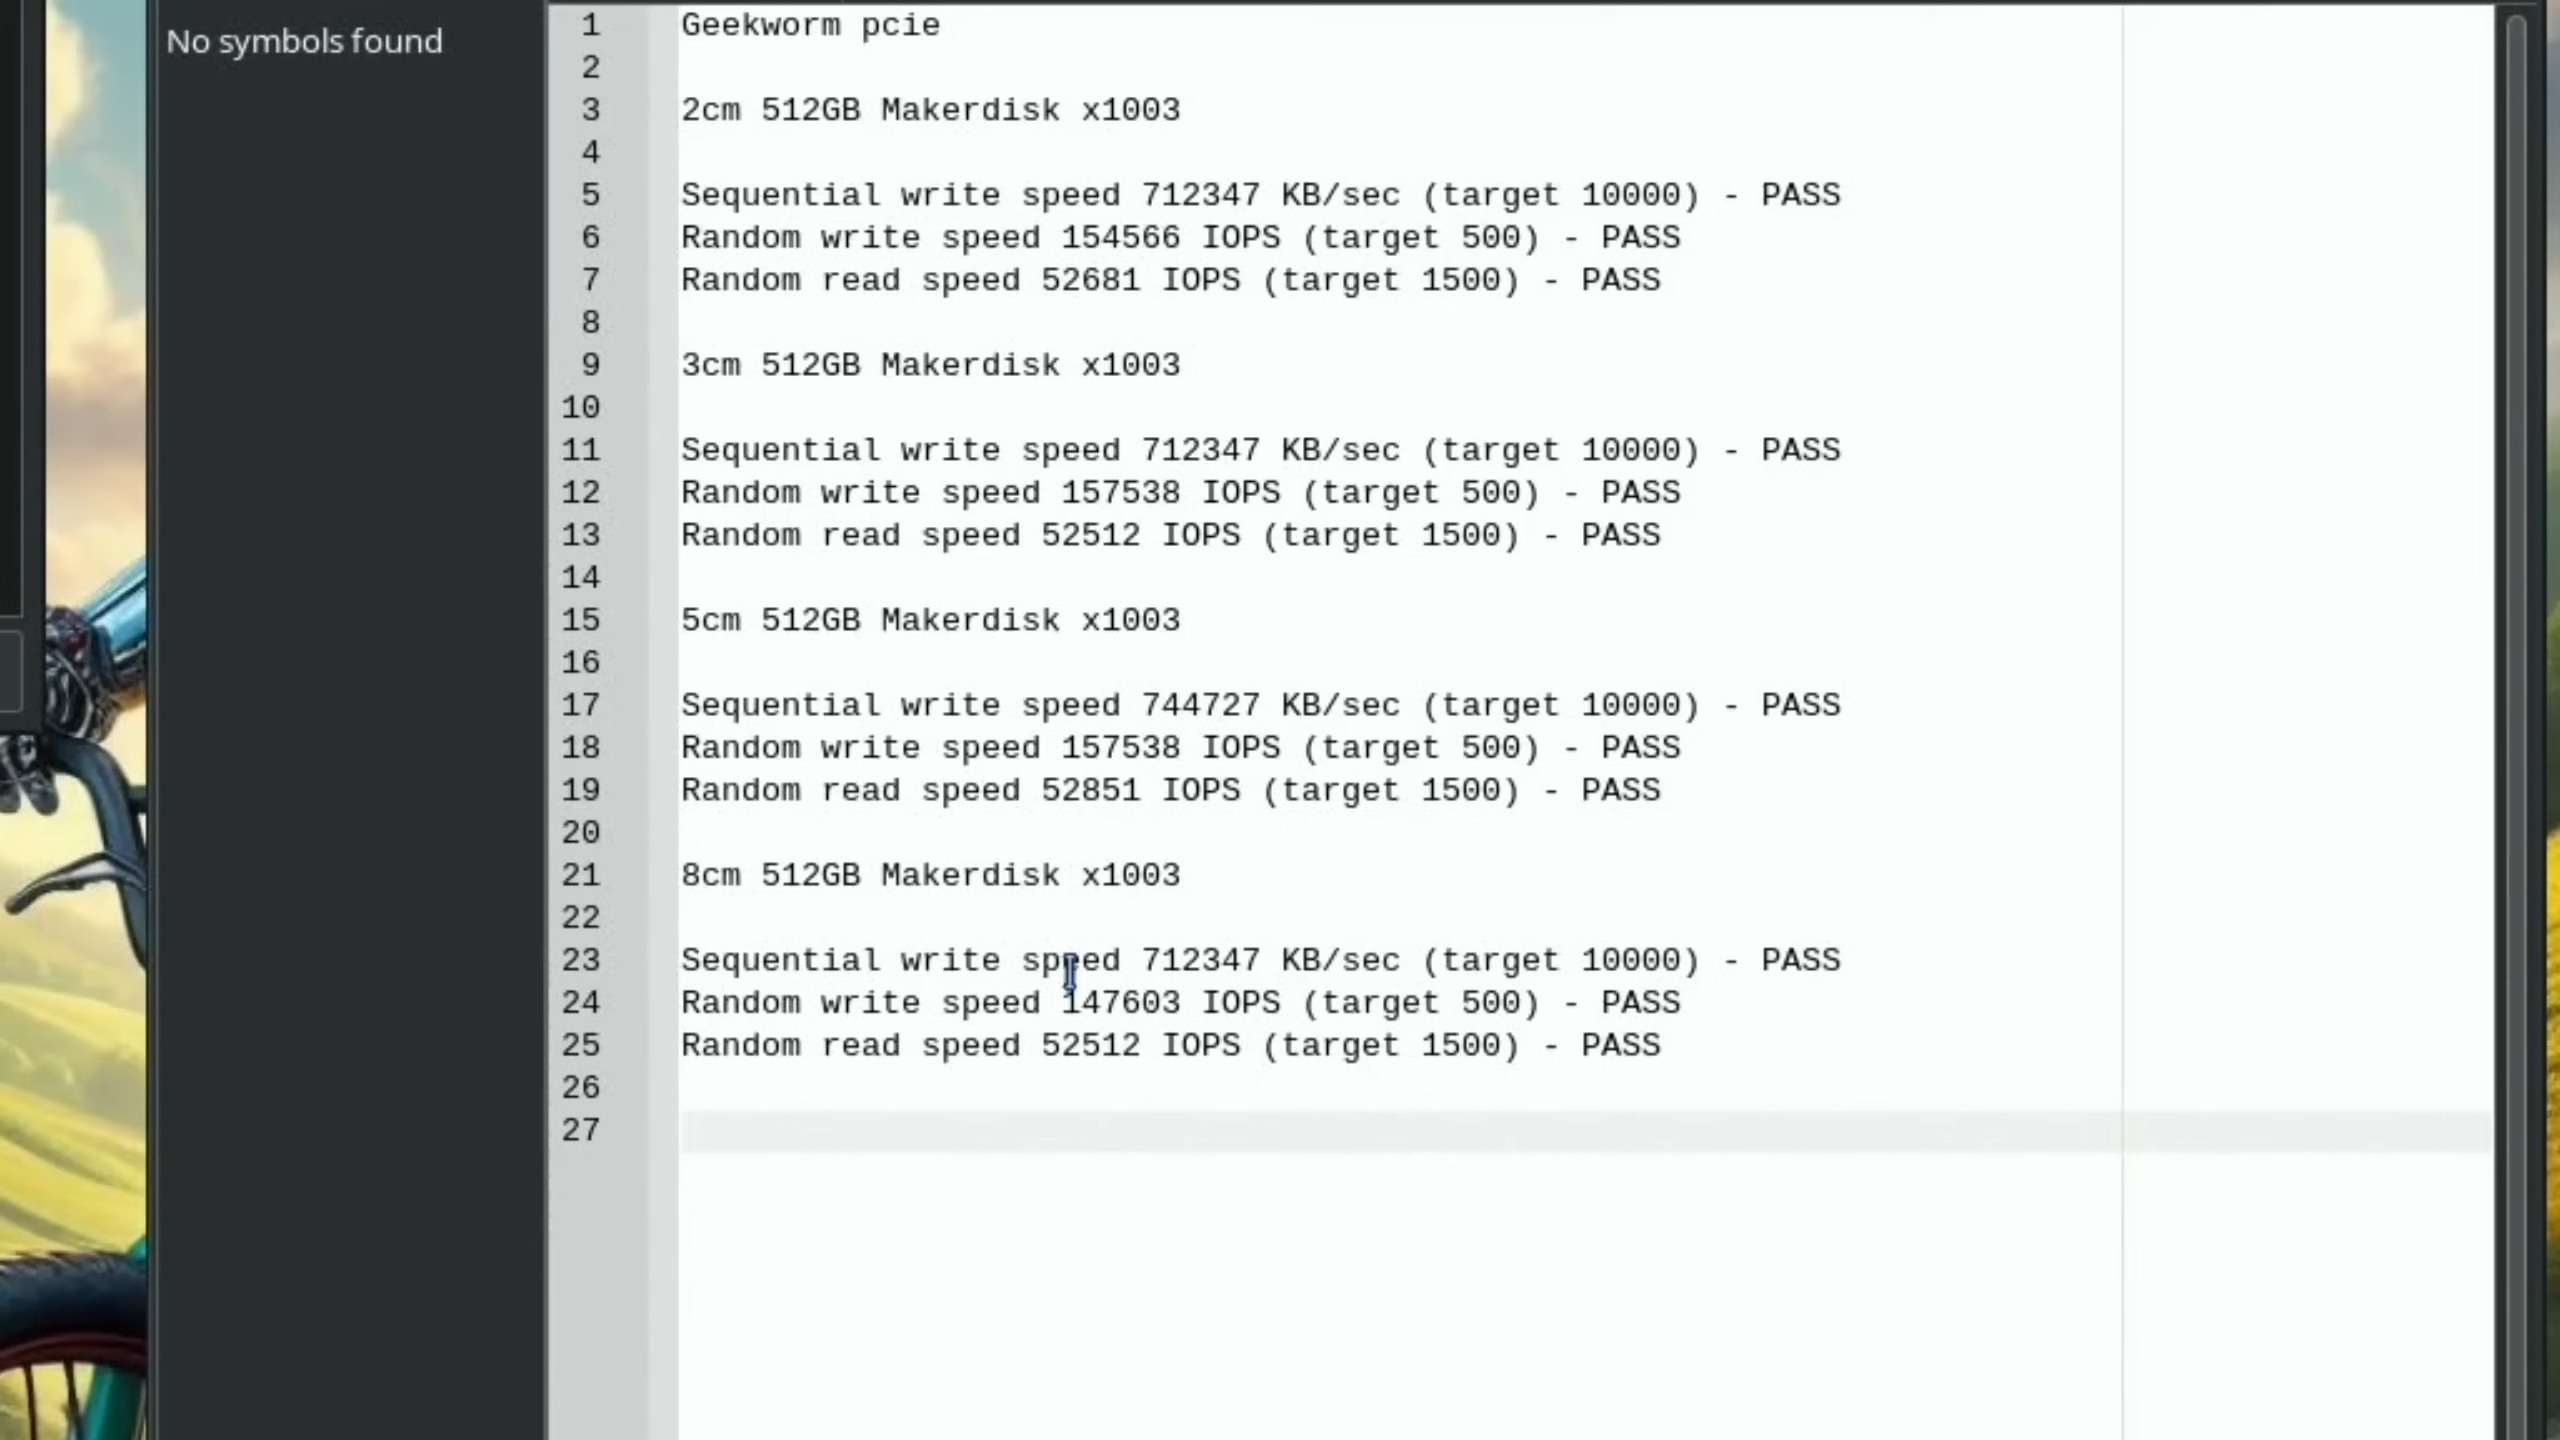 No symbols found
1 Geekworm pcie
2
3 2cm 512GB Makerdisk x1003
4
5 Sequential write speed 712347 KB/sec (target 10000) - PASS
6 Random write speed 154566 IOPS (target 500) - PASS
7 Random read speed 52681 IOPS (target 1500) - PASS
8
9 3cm 512GB Makerdisk x1003
10
11 Sequential write speed 712347 KB/sec (target 10000) - PASS
12 Random write speed 157538 IOPS (target 500) - PASS
13 Random read speed 52512 IOPS (target 1500) - PASS
14
15 5cm 512GB Makerdisk x1003
16
17 Sequential write speed 744727 KB/sec (target 10000) - PASS
18 Random write speed 157538 IOPS (target 500) - PASS
19 Random read speed 52851 IOPS (target 1500) - PASS
20
21 8cm 512GB Makerdisk x1003
22
23 Sequential write speed 712347 KB/sec (target 10000) - PASS
24 Random write speed 147603 IOPS (target 500) - PASS
25 Random read speed 52512 IOPS (target 1500) - PASS
26
27